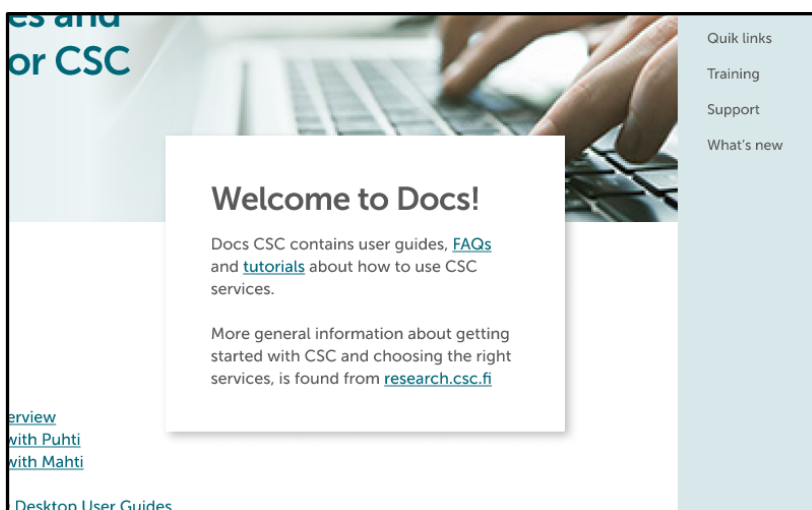 es and
or CSC
Quik links
Training
Support
What's new
Welcome to Docs!
Docs CSC contains user guides, FAQs
and tutorials about how to use CSC
services.
More general information about getting
started with CSC and choosing the right
services, is found from research.csc.fi
erview
with Puhti
with Mahti
Desktop User Guides